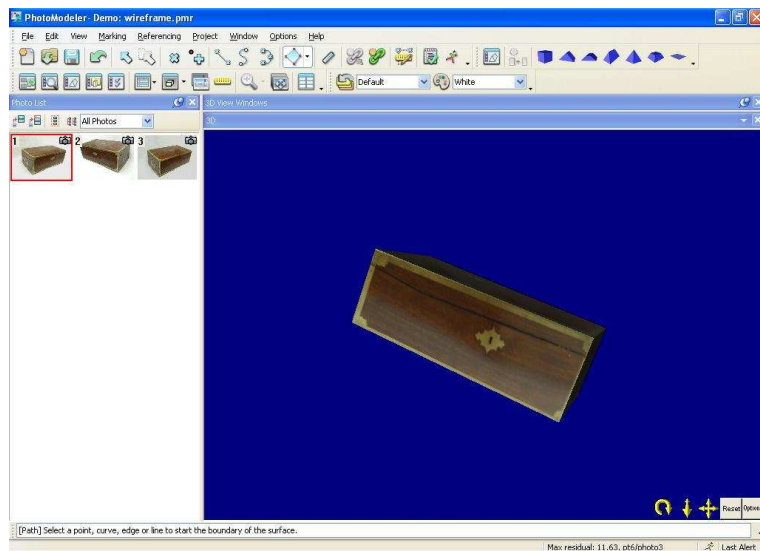 PhotoModeler- Demo: wireframe.pmr
File Edit View Marking Referencing Project Window Options Help
Default White
Photo List
3D View Windows
All Photos
3D
1 2 3
Reset Option
[Path] Select a point, curve, edge or line to start the boundary of the surface.
Max residual: 11.63, pt6/photo3 Last Alert